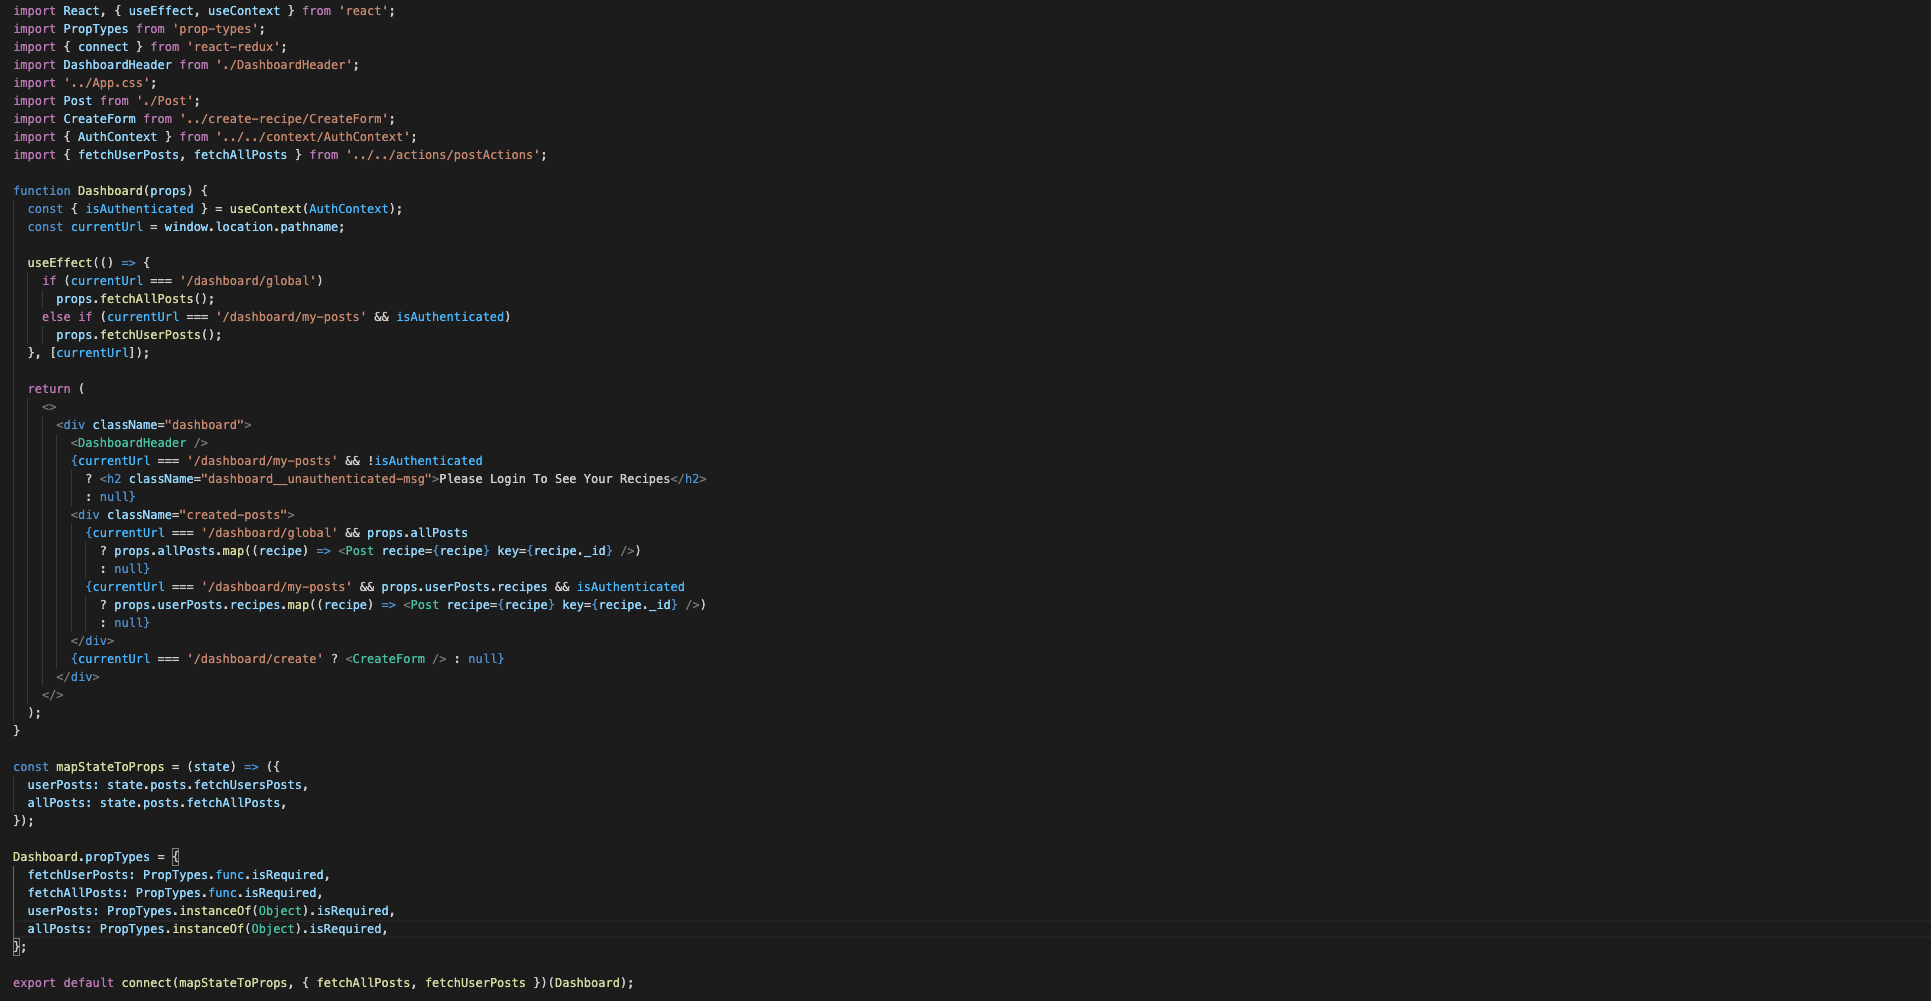 import React, { useEffect, useContext } from 'react';
import PropTypes from 'prop-types';
import { connect } from 'react-redux';
import DashboardHeader from './DashboardHeader';
import '../App.css';
import Post from './Post';
import CreateForm from '../create-recipe/CreateForm';
import { AuthContext } from '../../context/AuthContext';
import { fetchUserPosts, fetchAllPosts } from '../../actions/postActions';

function Dashboard(props) {
  const { isAuthenticated } = useContext(AuthContext);
  const currentUrl = window.location.pathname;

  useEffect(() => {
    if (currentUrl === '/dashboard/global')
      props.fetchAllPosts();
    else if (currentUrl === '/dashboard/my-posts' && isAuthenticated)
      props.fetchUserPosts();
  }, [currentUrl]);

  return (
    <>
      <div className="dashboard">
        <DashboardHeader />
        {currentUrl === '/dashboard/my-posts' && !isAuthenticated
          ? <h2 className="dashboard__unauthenticated-msg">Please Login To See Your Recipes</h2>
          : null}
        <div className="created-posts">
          {currentUrl === '/dashboard/global' && props.allPosts
            ? props.allPosts.map((recipe) => <Post recipe={recipe} key={recipe._id} />)
            : null}
          {currentUrl === '/dashboard/my-posts' && props.userPosts.recipes && isAuthenticated
            ? props.userPosts.recipes.map((recipe) => <Post recipe={recipe} key={recipe._id} />)
            : null}
        </div>
        {currentUrl === '/dashboard/create' ? <CreateForm /> : null}
      </div>
    </>
  );
}

const mapStateToProps = (state) => ({
  userPosts: state.posts.fetchUsersPosts,
  allPosts: state.posts.fetchAllPosts,
});

Dashboard.propTypes = {
  fetchUserPosts: PropTypes.func.isRequired,
  fetchAllPosts: PropTypes.func.isRequired,
  userPosts: PropTypes.instanceOf(Object).isRequired,
  allPosts: PropTypes.instanceOf(Object).isRequired,
};

export default connect(mapStateToProps, { fetchAllPosts, fetchUserPosts })(Dashboard);